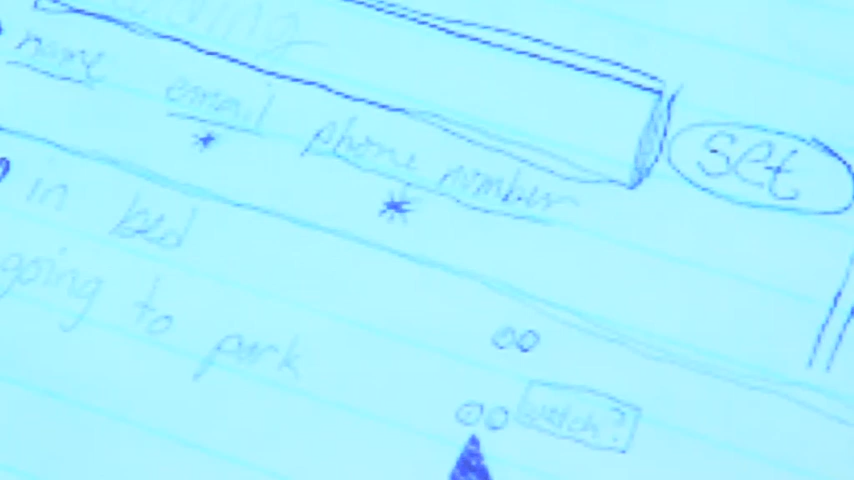 set
name email phone number
in bed
going to park
watch?